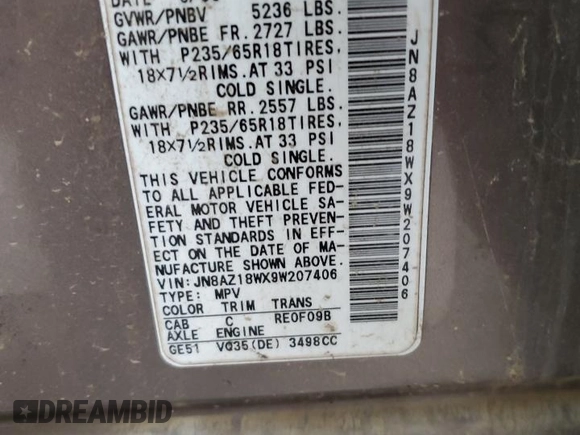 GVWR/PNBV 5236 LBS.
GAWR/PNBE FR. 2727 LBS.
WITH P235/65R18TIRES,
18X7½RIMS.AT 33 PSI
COLD SINGLE.
GAWR/PNBE RR. 2557 LBS.
WITH P235/65R18TIRES,
18X7½RIMS.AT 33 PSI
COLD SINGLE.
THIS VEHICLE CONFORMS
TO ALL APPLICABLE FED-
ERAL MOTOR VEHICLE SA-
FETY AND THEFT PREVEN-
TION STANDARDS IN EFF-
ECT ON THE DATE OF MA-
NUFACTURE SHOWN ABOVE.
VIN:JN8AZ18WX9W207406
TYPE: MPV
COLOR TRIM TRANS
CAB C RE0F09B
AXLE ENGINE
GE51 VQ35(DE) 3498CC
JN8AZ18WX9W207406
DREAMBID